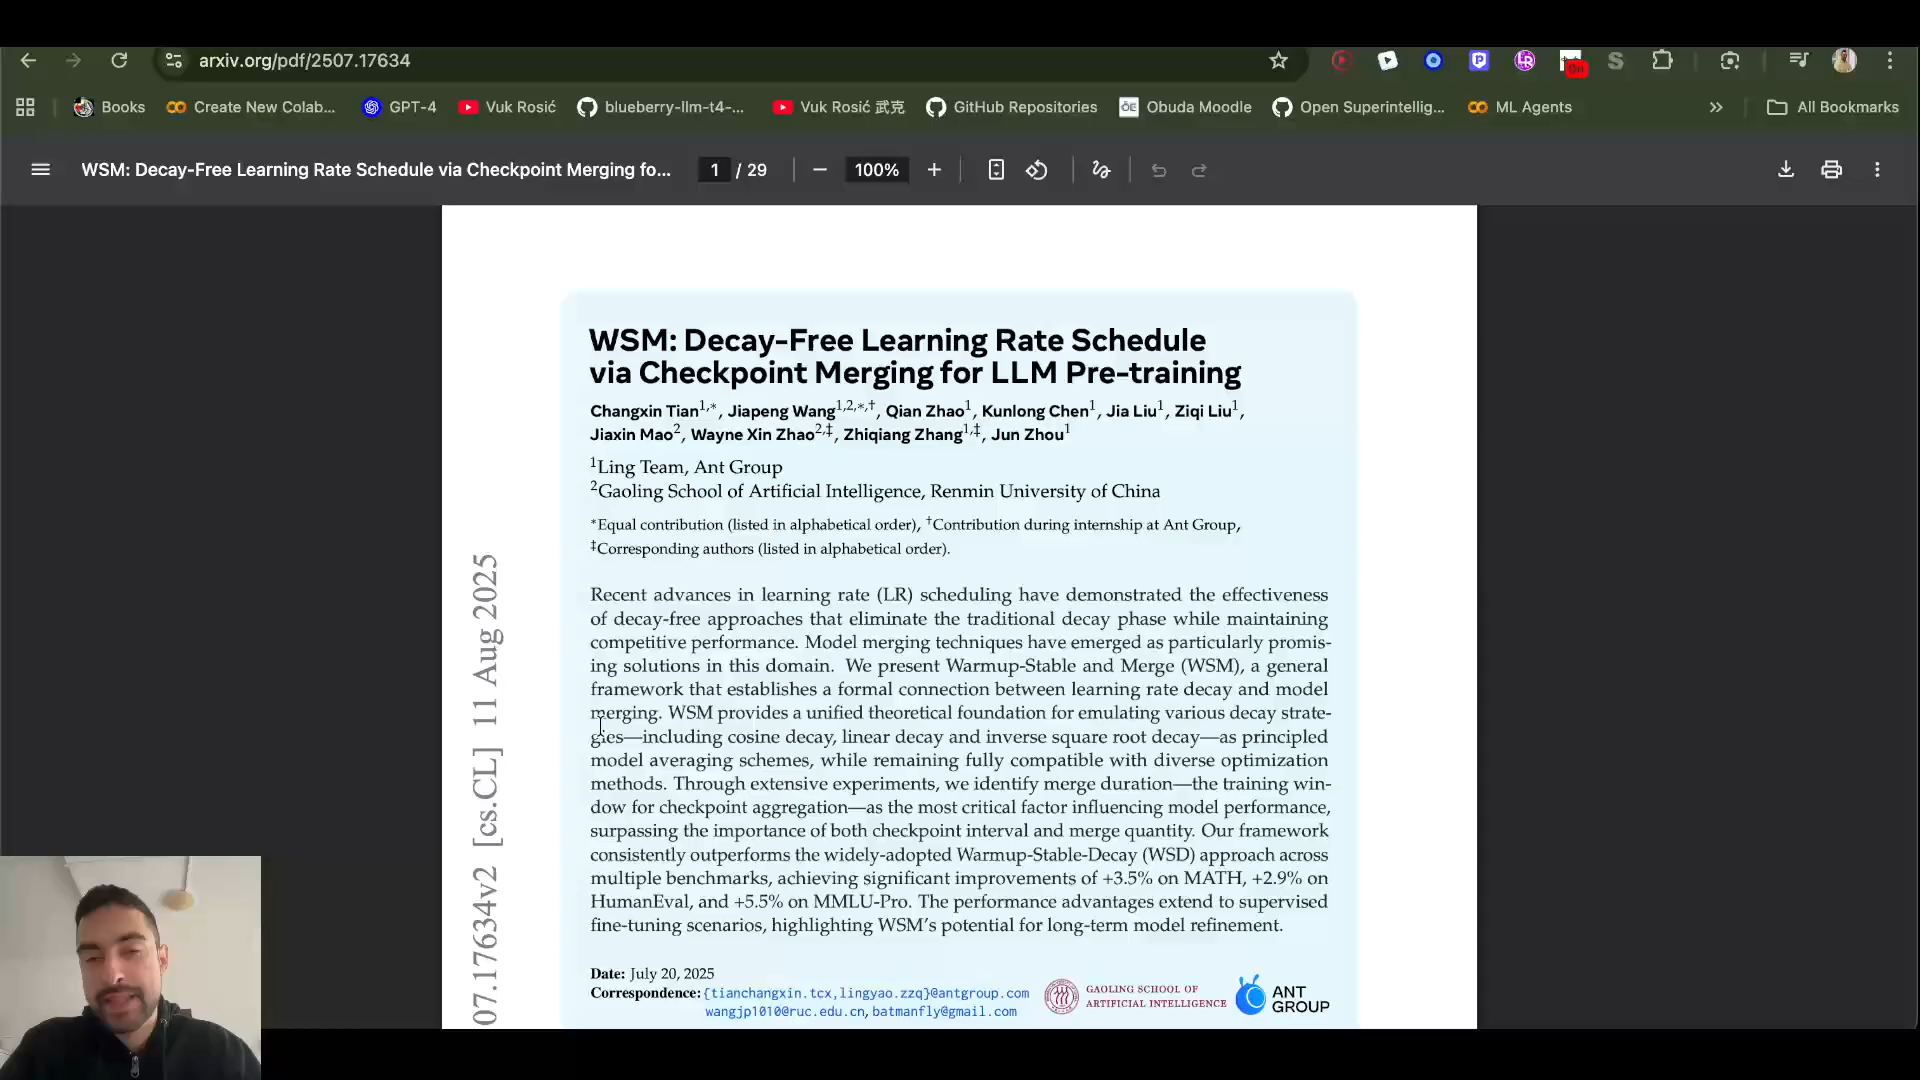 arxiv.org/pdf/2507.17634
On
Books
Create New Colab...
GPT-4
Vuk Rosić
blueberry-llm-t4-...
Vuk Rosić 武克
GitHub Repositories
Obuda Moodle
Open Superintellig...
ML Agents
»
All Bookmarks
WSM: Decay-Free Learning Rate Schedule via Checkpoint Merging fo...
1 / 29
100%
WSM: Decay-Free Learning Rate Schedule
via Checkpoint Merging for LLM Pre-training
Changxin Tian1,*, Jiapeng Wang1,2,*,†, Qian Zhao1, Kunlong Chen1, Jia Liu1, Ziqi Liu1,
Jiaxin Mao2, Wayne Xin Zhao2,‡, Zhiqiang Zhang1,‡, Jun Zhou1
1Ling Team, Ant Group
2Gaoling School of Artificial Intelligence, Renmin University of China
*Equal contribution (listed in alphabetical order), †Contribution during internship at Ant Group,
‡Corresponding authors (listed in alphabetical order).
Recent advances in learning rate (LR) scheduling have demonstrated the effectiveness
of decay-free approaches that eliminate the traditional decay phase while maintaining
competitive performance. Model merging techniques have emerged as particularly promis-
ing solutions in this domain. We present Warmup-Stable and Merge (WSM), a general
framework that establishes a formal connection between learning rate decay and model
merging. WSM provides a unified theoretical foundation for emulating various decay strate-
gies—including cosine decay, linear decay and inverse square root decay—as principled
model averaging schemes, while remaining fully compatible with diverse optimization
methods. Through extensive experiments, we identify merge duration—the training win-
dow for checkpoint aggregation—as the most critical factor influencing model performance,
surpassing the importance of both checkpoint interval and merge quantity. Our framework
consistently outperforms the widely-adopted Warmup-Stable-Decay (WSD) approach across
multiple benchmarks, achieving significant improvements of +3.5% on MATH, +2.9% on
HumanEval, and +5.5% on MMLU-Pro. The performance advantages extend to supervised
fine-tuning scenarios, highlighting WSM's potential for long-term model refinement.
Date: July 20, 2025
Correspondence: {tianchangxin.tcx,lingyao.zzq}@antgroup.com
wangjp1010@ruc.edu.cn, batmanfly@gmail.com
GAOLING SCHOOL OF
ARTIFICIAL INTELLIGENCE
ANT
GROUP
07.17634v2 [cs.CL] 11 Aug 2025